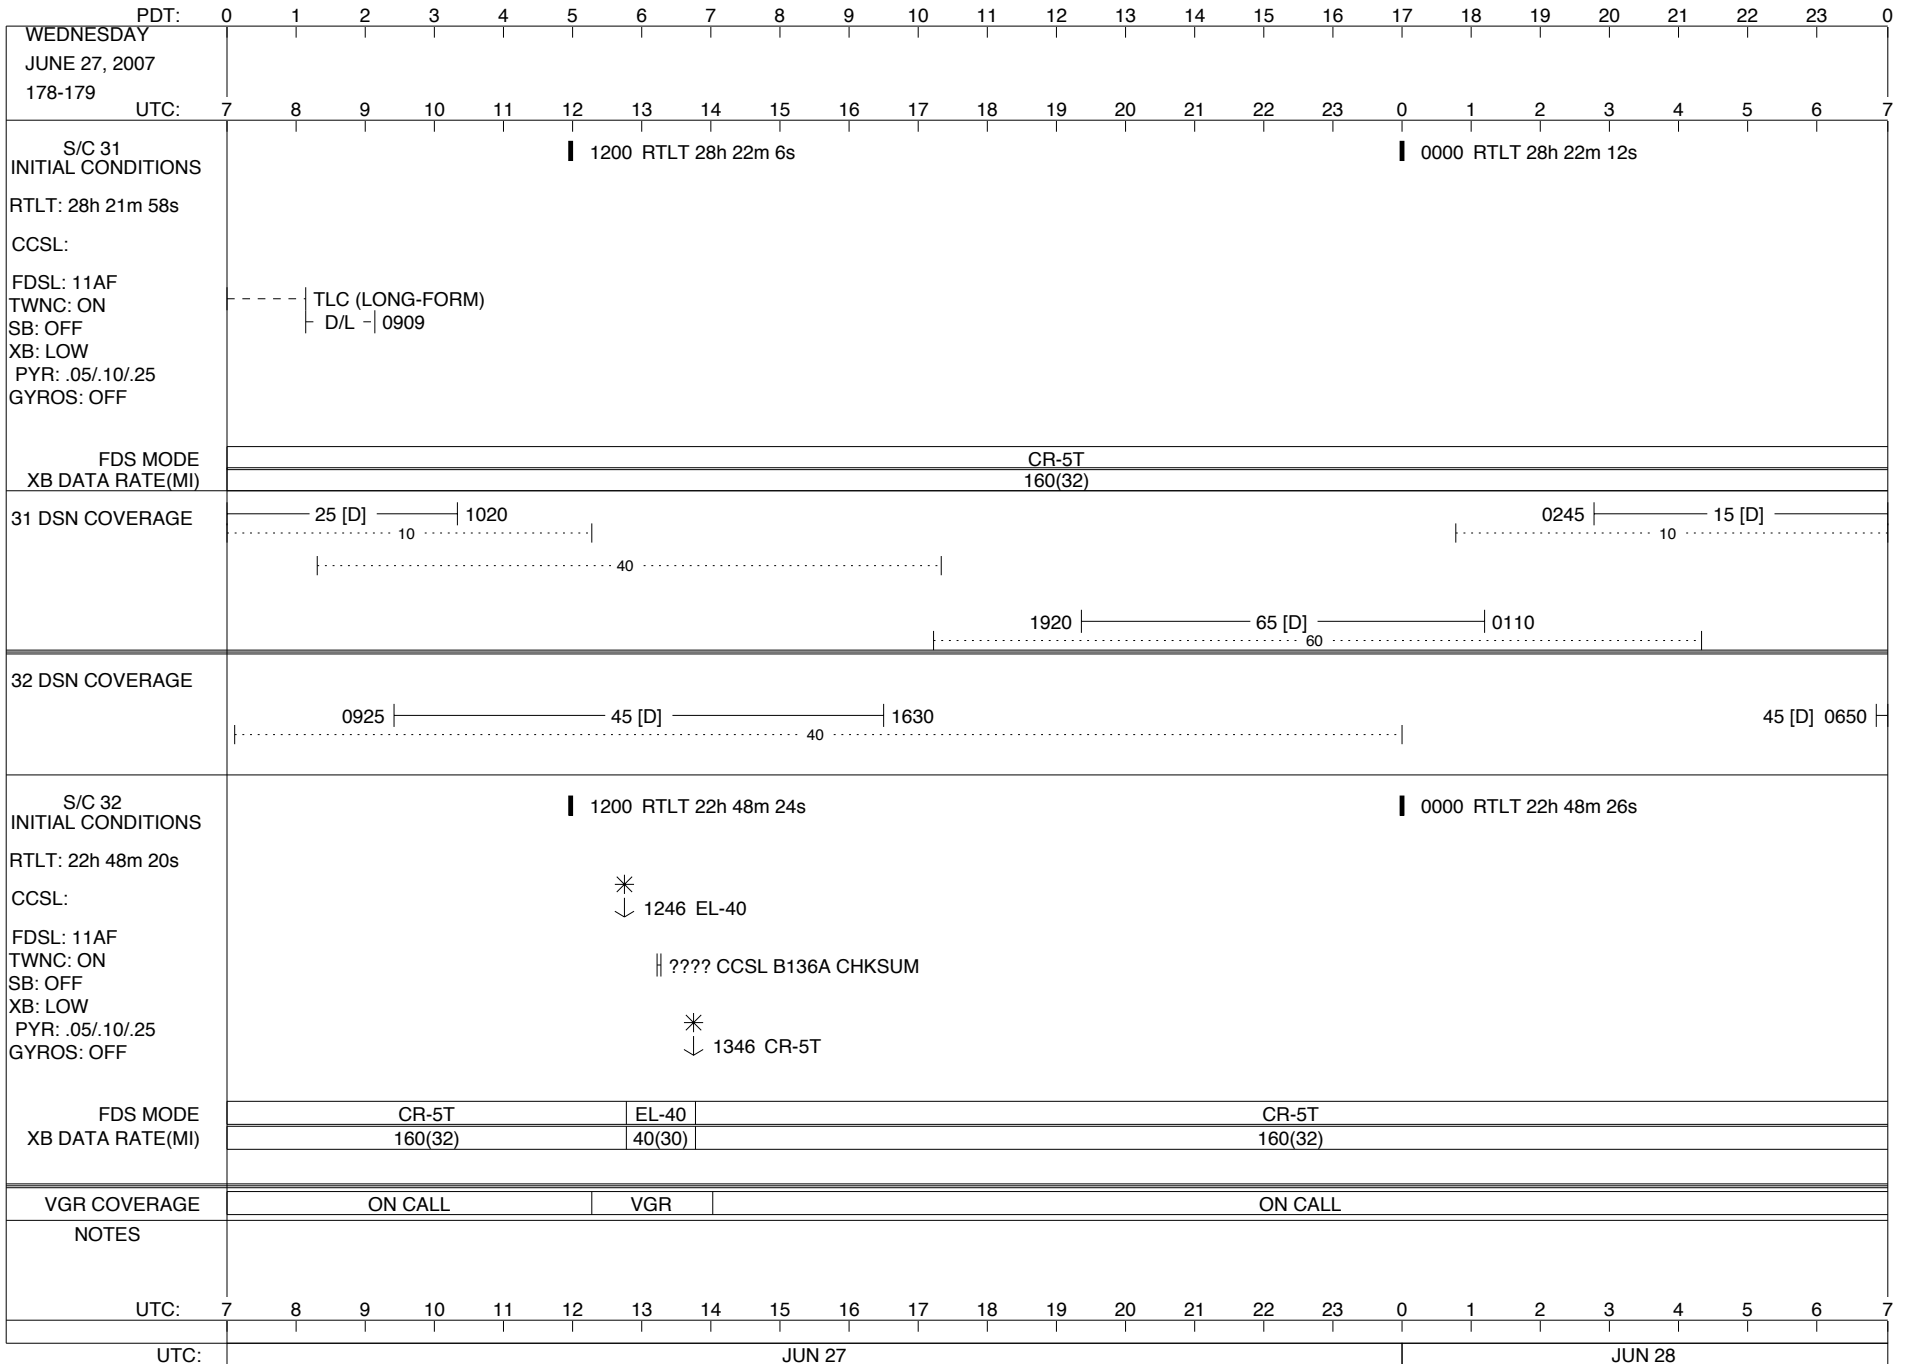 PDT: 0 1 2 3 4 5 6 7 8 9 10 11 12 13 14 15 16 17 18 19 20 21 22 23 0
WEDNESDAY
JUNE 27, 2007
178-179
UTC: 7 8 9 10 11 12 13 14 15 16 17 18 19 20 21 22 23 0 1 2 3 4 5 6 7
S/C 31
INITIAL CONDITIONS
1200 RTLT 28h 22m 6s
0000 RTLT 28h 22m 12s
RTLT: 28h 21m 58s
CCSL:
FDSL: 11AF
TWNC: ON
SB: OFF
XB: LOW
PYR: .05/.10/.25
GYROS: OFF
TLC (LONG-FORM)
D/L 0909
FDS MODE CR-5T
XB DATA RATE(MI) 160(32)
31 DSN COVERAGE 25 [D] 1020 0245 15 [D]
10 10
40
1920 65 [D] 0110
60
32 DSN COVERAGE
0925 45 [D] 1630 45 [D] 0650
40
S/C 32
INITIAL CONDITIONS
1200 RTLT 22h 48m 24s
0000 RTLT 22h 48m 26s
RTLT: 22h 48m 20s
CCSL:
FDSL: 11AF
TWNC: ON
SB: OFF
XB: LOW
PYR: .05/.10/.25
GYROS: OFF
1246 EL-40
???? CCSL B136A CHKSUM
1346 CR-5T
FDS MODE CR-5T EL-40 CR-5T
XB DATA RATE(MI) 160(32) 40(30) 160(32)
VGR COVERAGE ON CALL VGR ON CALL
NOTES
UTC: 7 8 9 10 11 12 13 14 15 16 17 18 19 20 21 22 23 0 1 2 3 4 5 6 7
UTC: JUN 27 JUN 28